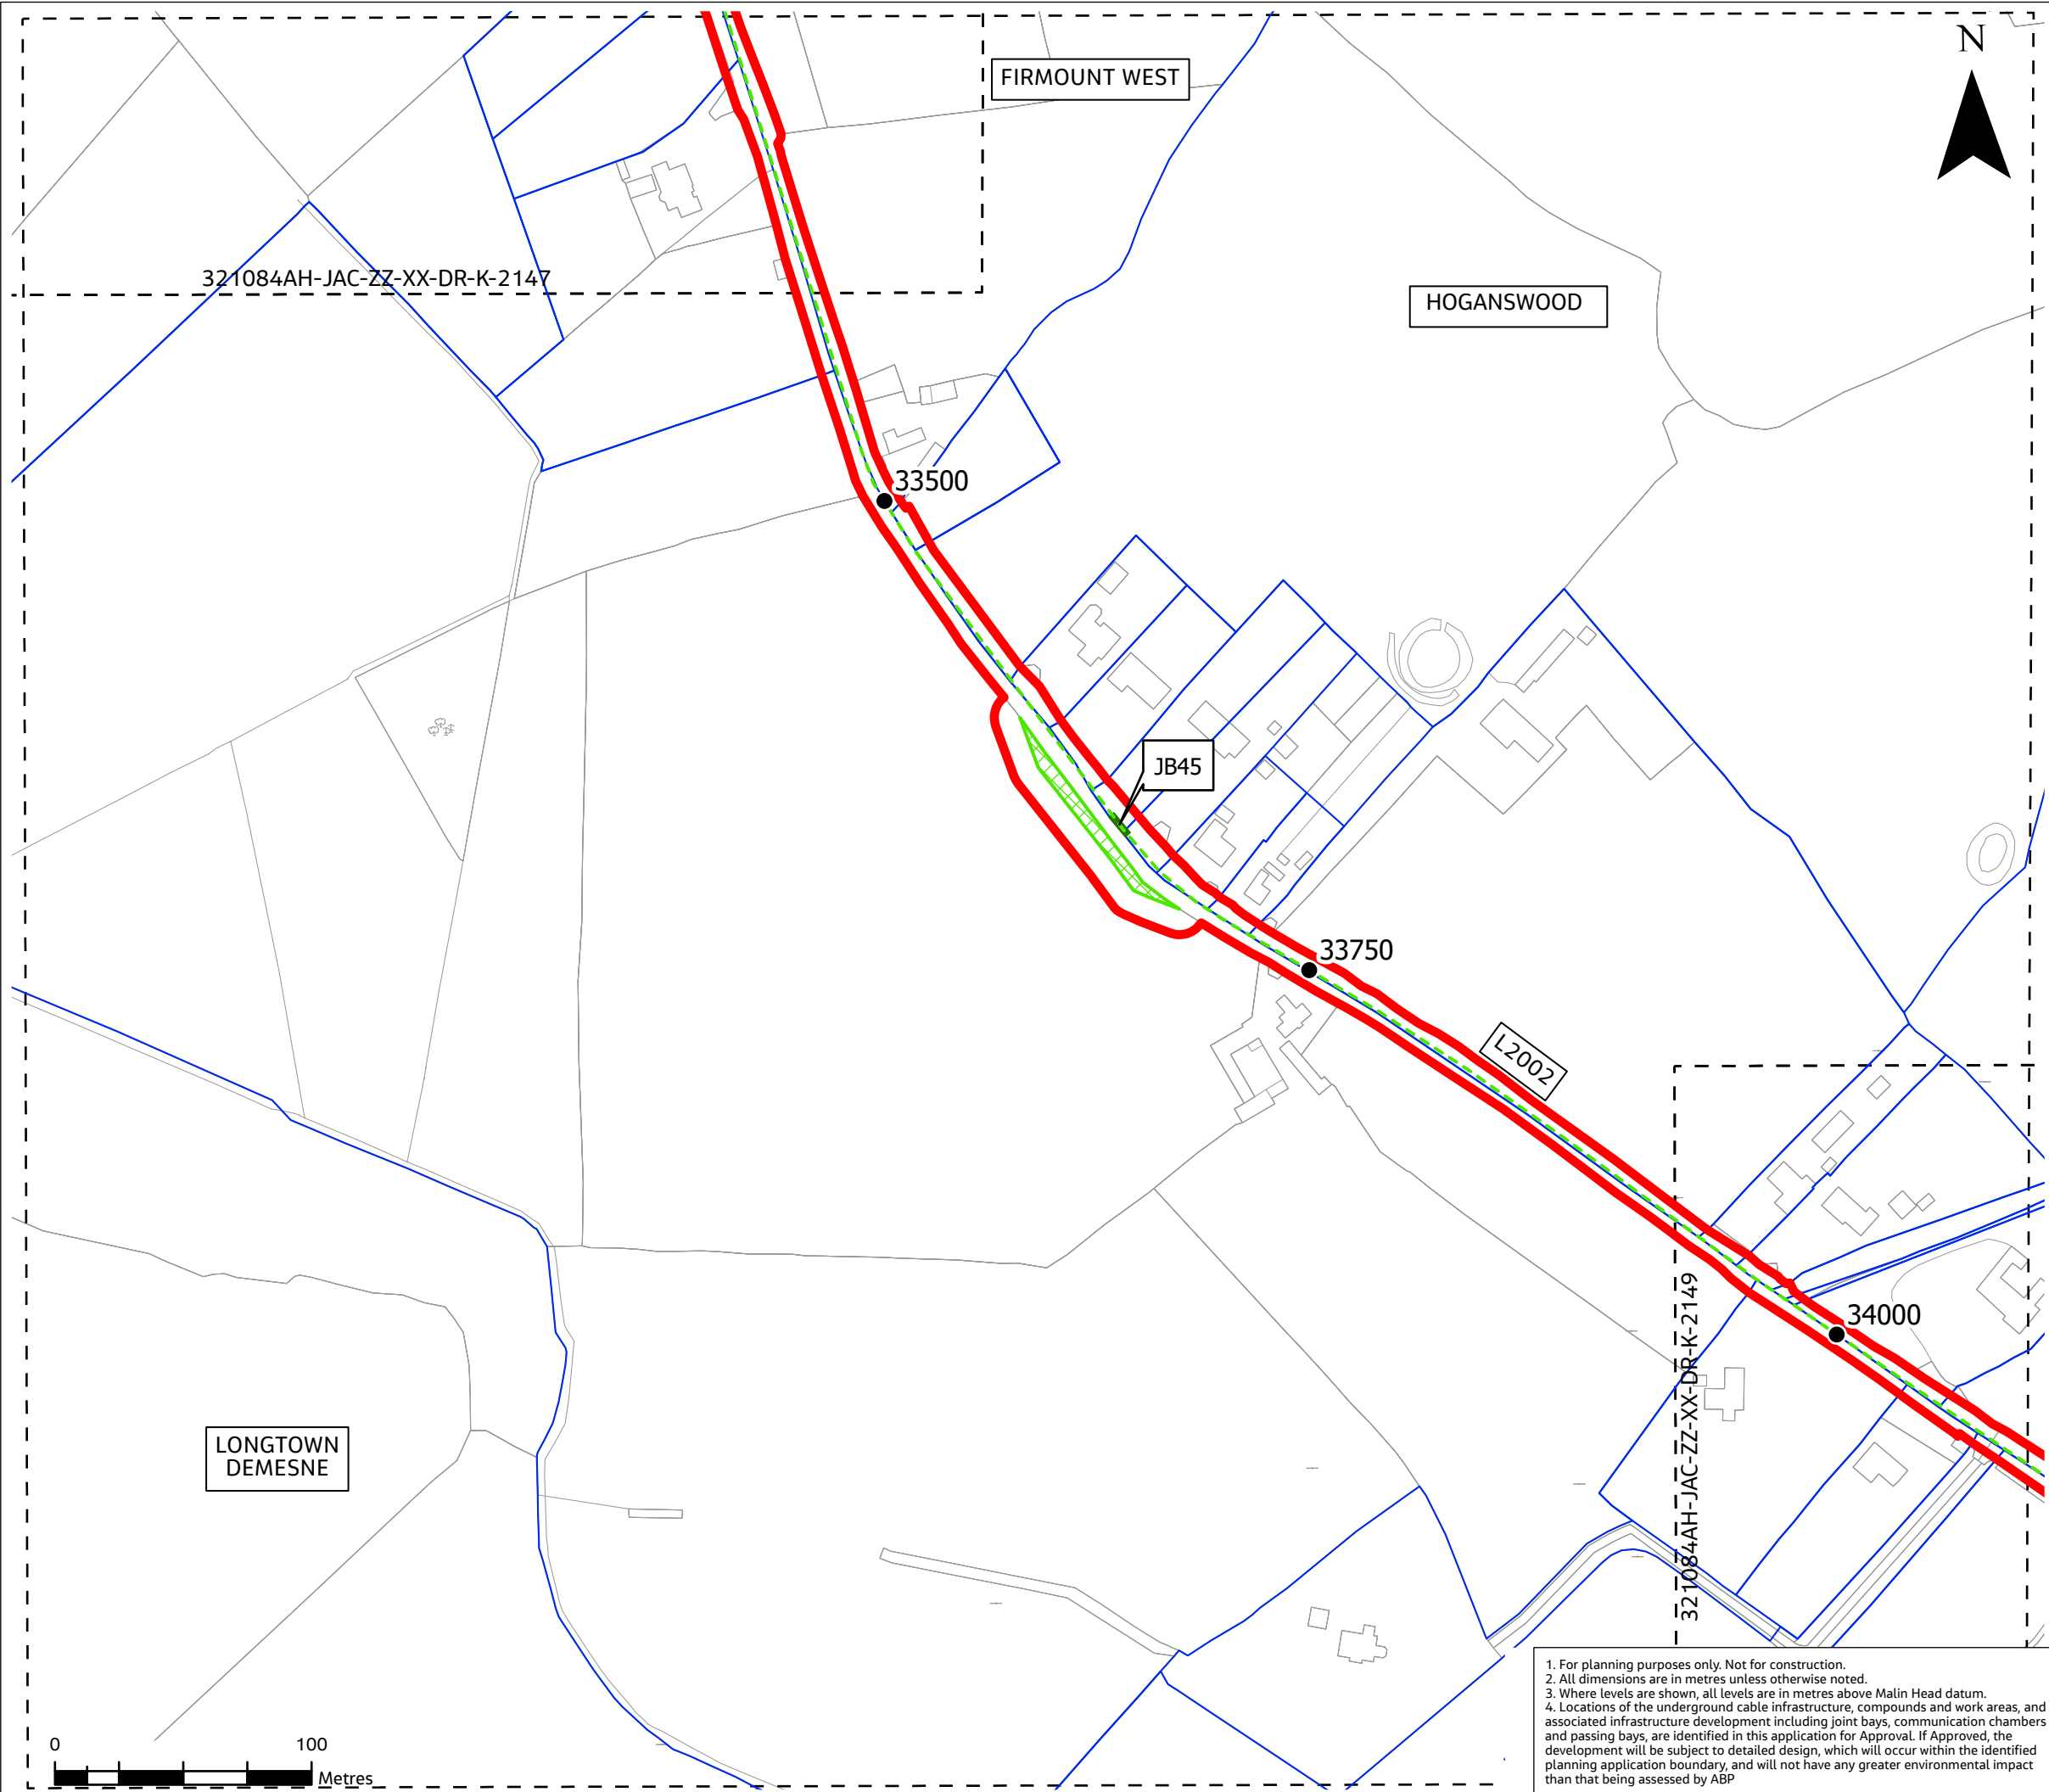 N
FIRMOUNT WEST
321084AH-JAC-ZZ-XX-DR-K-2147
HOGANSWOOD
33500
JB45
33750
L2002
321084AH-JAC-ZZ-XX-DR-K-2149
34000
LONGTOWN
DEMESNE
0 100
Metres
1. For planning purposes only. Not for construction.
2. All dimensions are in metres unless otherwise noted.
3. Where levels are shown, all levels are in metres above Malin Head datum.
4. Locations of the underground cable infrastructure, compounds and work areas, and
associated infrastructure development including joint bays, communication chambers
and passing bays, are identified in this application for Approval. If Approved, the
development will be subject to detailed design, which will occur within the identified
planning application boundary, and will not have any greater environmental impact
than that being assessed by ABP